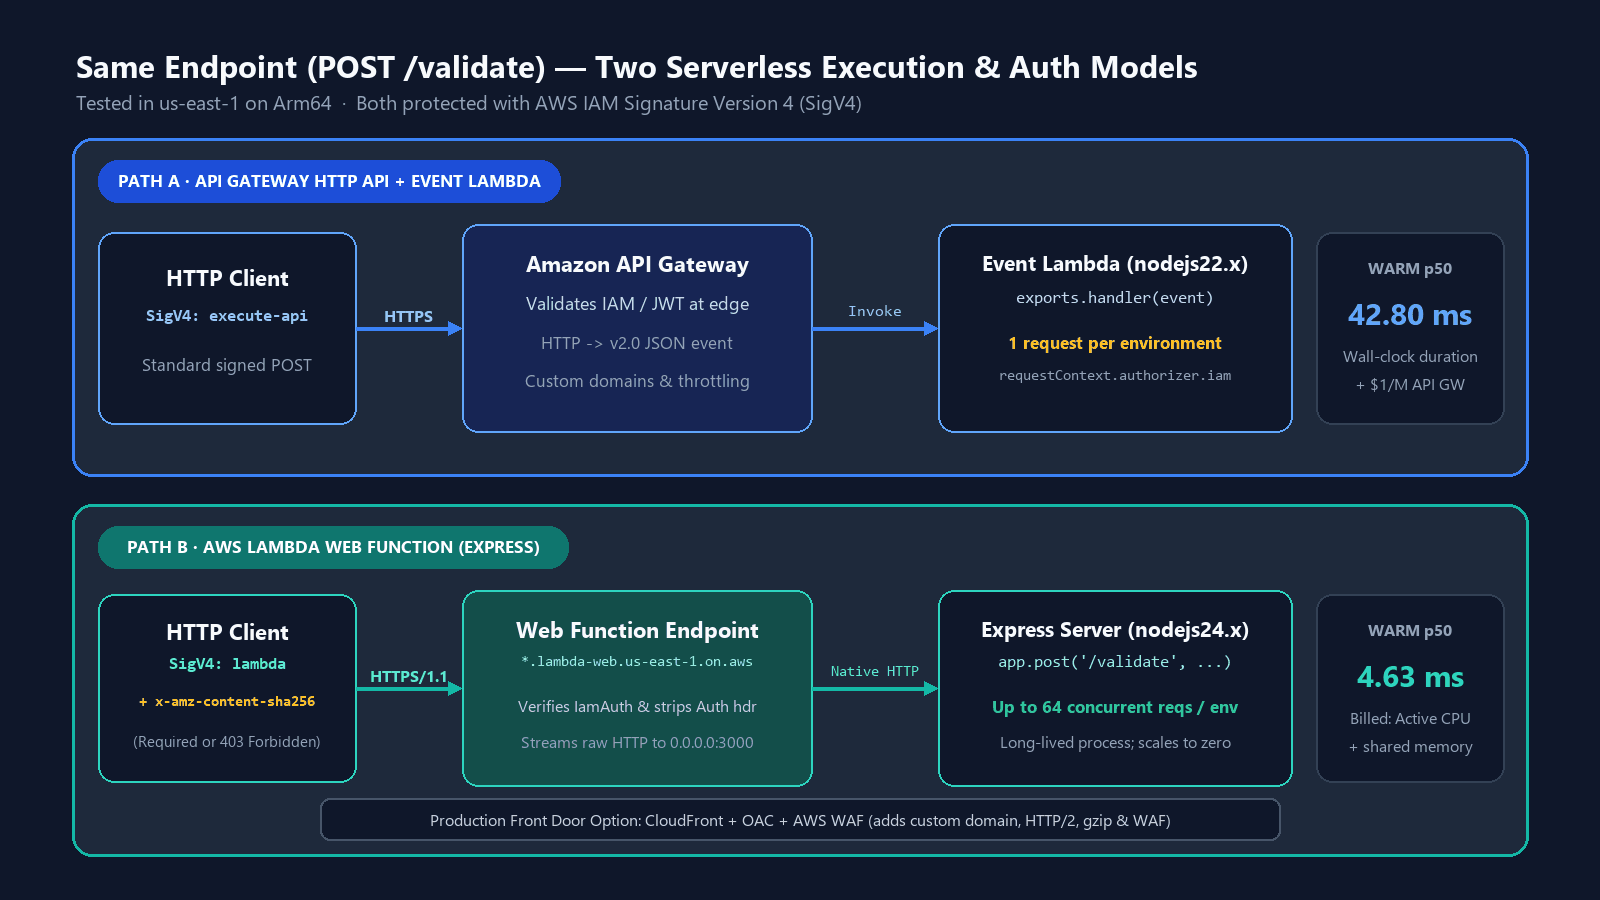 Same Endpoint (POST /validate) — Two Serverless Execution & Auth Models
Tested in us-east-1 on Arm64 · Both protected with AWS IAM Signature Version 4 (SigV4)
PATH A · API GATEWAY HTTP API + EVENT LAMBDA
HTTP Client
SigV4: execute-api
Standard signed POST
HTTPS
Amazon API Gateway
Validates IAM / JWT at edge
HTTP -> v2.0 JSON event
Custom domains & throttling
Invoke
Event Lambda (nodejs22.x)
exports.handler(event)
1 request per environment
requestContext.authorizer.iam
WARM p50
42.80 ms
Wall-clock duration
+ $1/M API GW
PATH B · AWS LAMBDA WEB FUNCTION (EXPRESS)
HTTP Client
SigV4: lambda
+ x-amz-content-sha256
(Required or 403 Forbidden)
HTTPS/1.1
Web Function Endpoint
*.lambda-web.us-east-1.on.aws
Verifies IamAuth & strips Auth hdr
Streams raw HTTP to 0.0.0.0:3000
Native HTTP
Express Server (nodejs24.x)
app.post('/validate', ...)
Up to 64 concurrent reqs / env
Long-lived process; scales to zero
WARM p50
4.63 ms
Billed: Active CPU
+ shared memory
Production Front Door Option: CloudFront + OAC + AWS WAF (adds custom domain, HTTP/2, gzip & WAF)